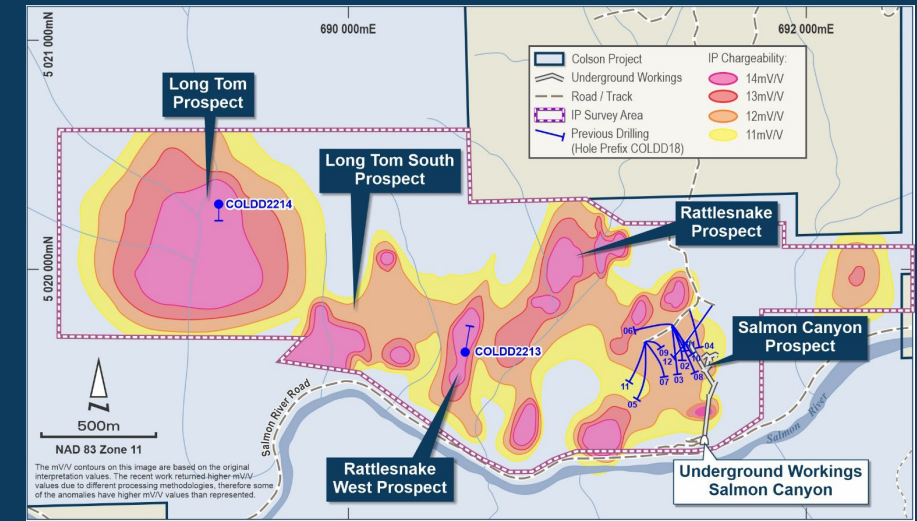 690 000mE
692 000mE
5 021 000mN
5 020 000mN
Long Tom
Prospect
Long Tom South
Prospect
Rattlesnake
Prospect
Salmon Canyon
Prospect
Rattlesnake
West Prospect
Underground Workings
Salmon Canyon
COLDD2214
COLDD2213
Colson Project
Underground Workings
Road / Track
IP Survey Area
Previous Drilling
(Hole Prefix COLDD18)
IP Chargeability:
14mV/V
13mV/V
12mV/V
11mV/V
06
09
12
02
10
04
11
05
07
03
08
Salmon River Road
Salmon River
N
500m
NAD 83 Zone 11
The mV/V contours on this image are based on the original
interpretation values. The recent work returned higher mV/V
values due to different processing methodologies, therefore some
of the anomalies have higher mV/V values than represented.